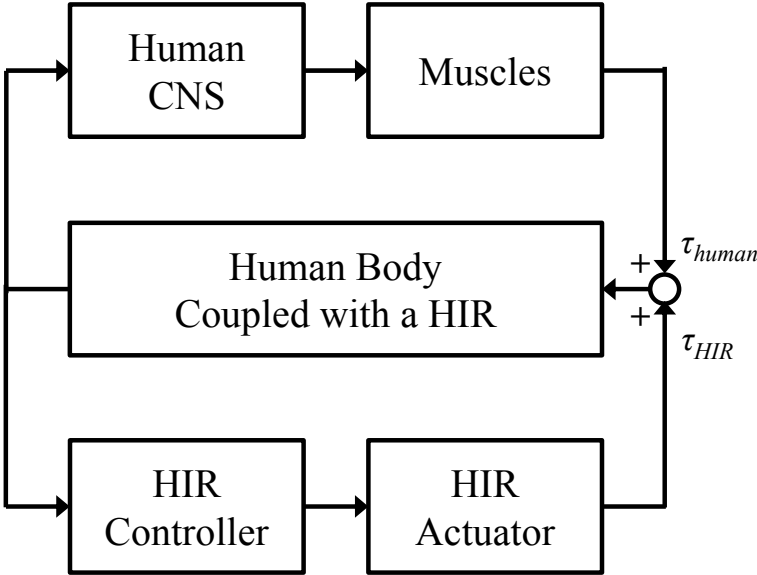 Human
CNS
Muscles
τhuman
+
Human Body
Coupled with a HIR
+
τHIR
HIR
Controller
HIR
Actuator